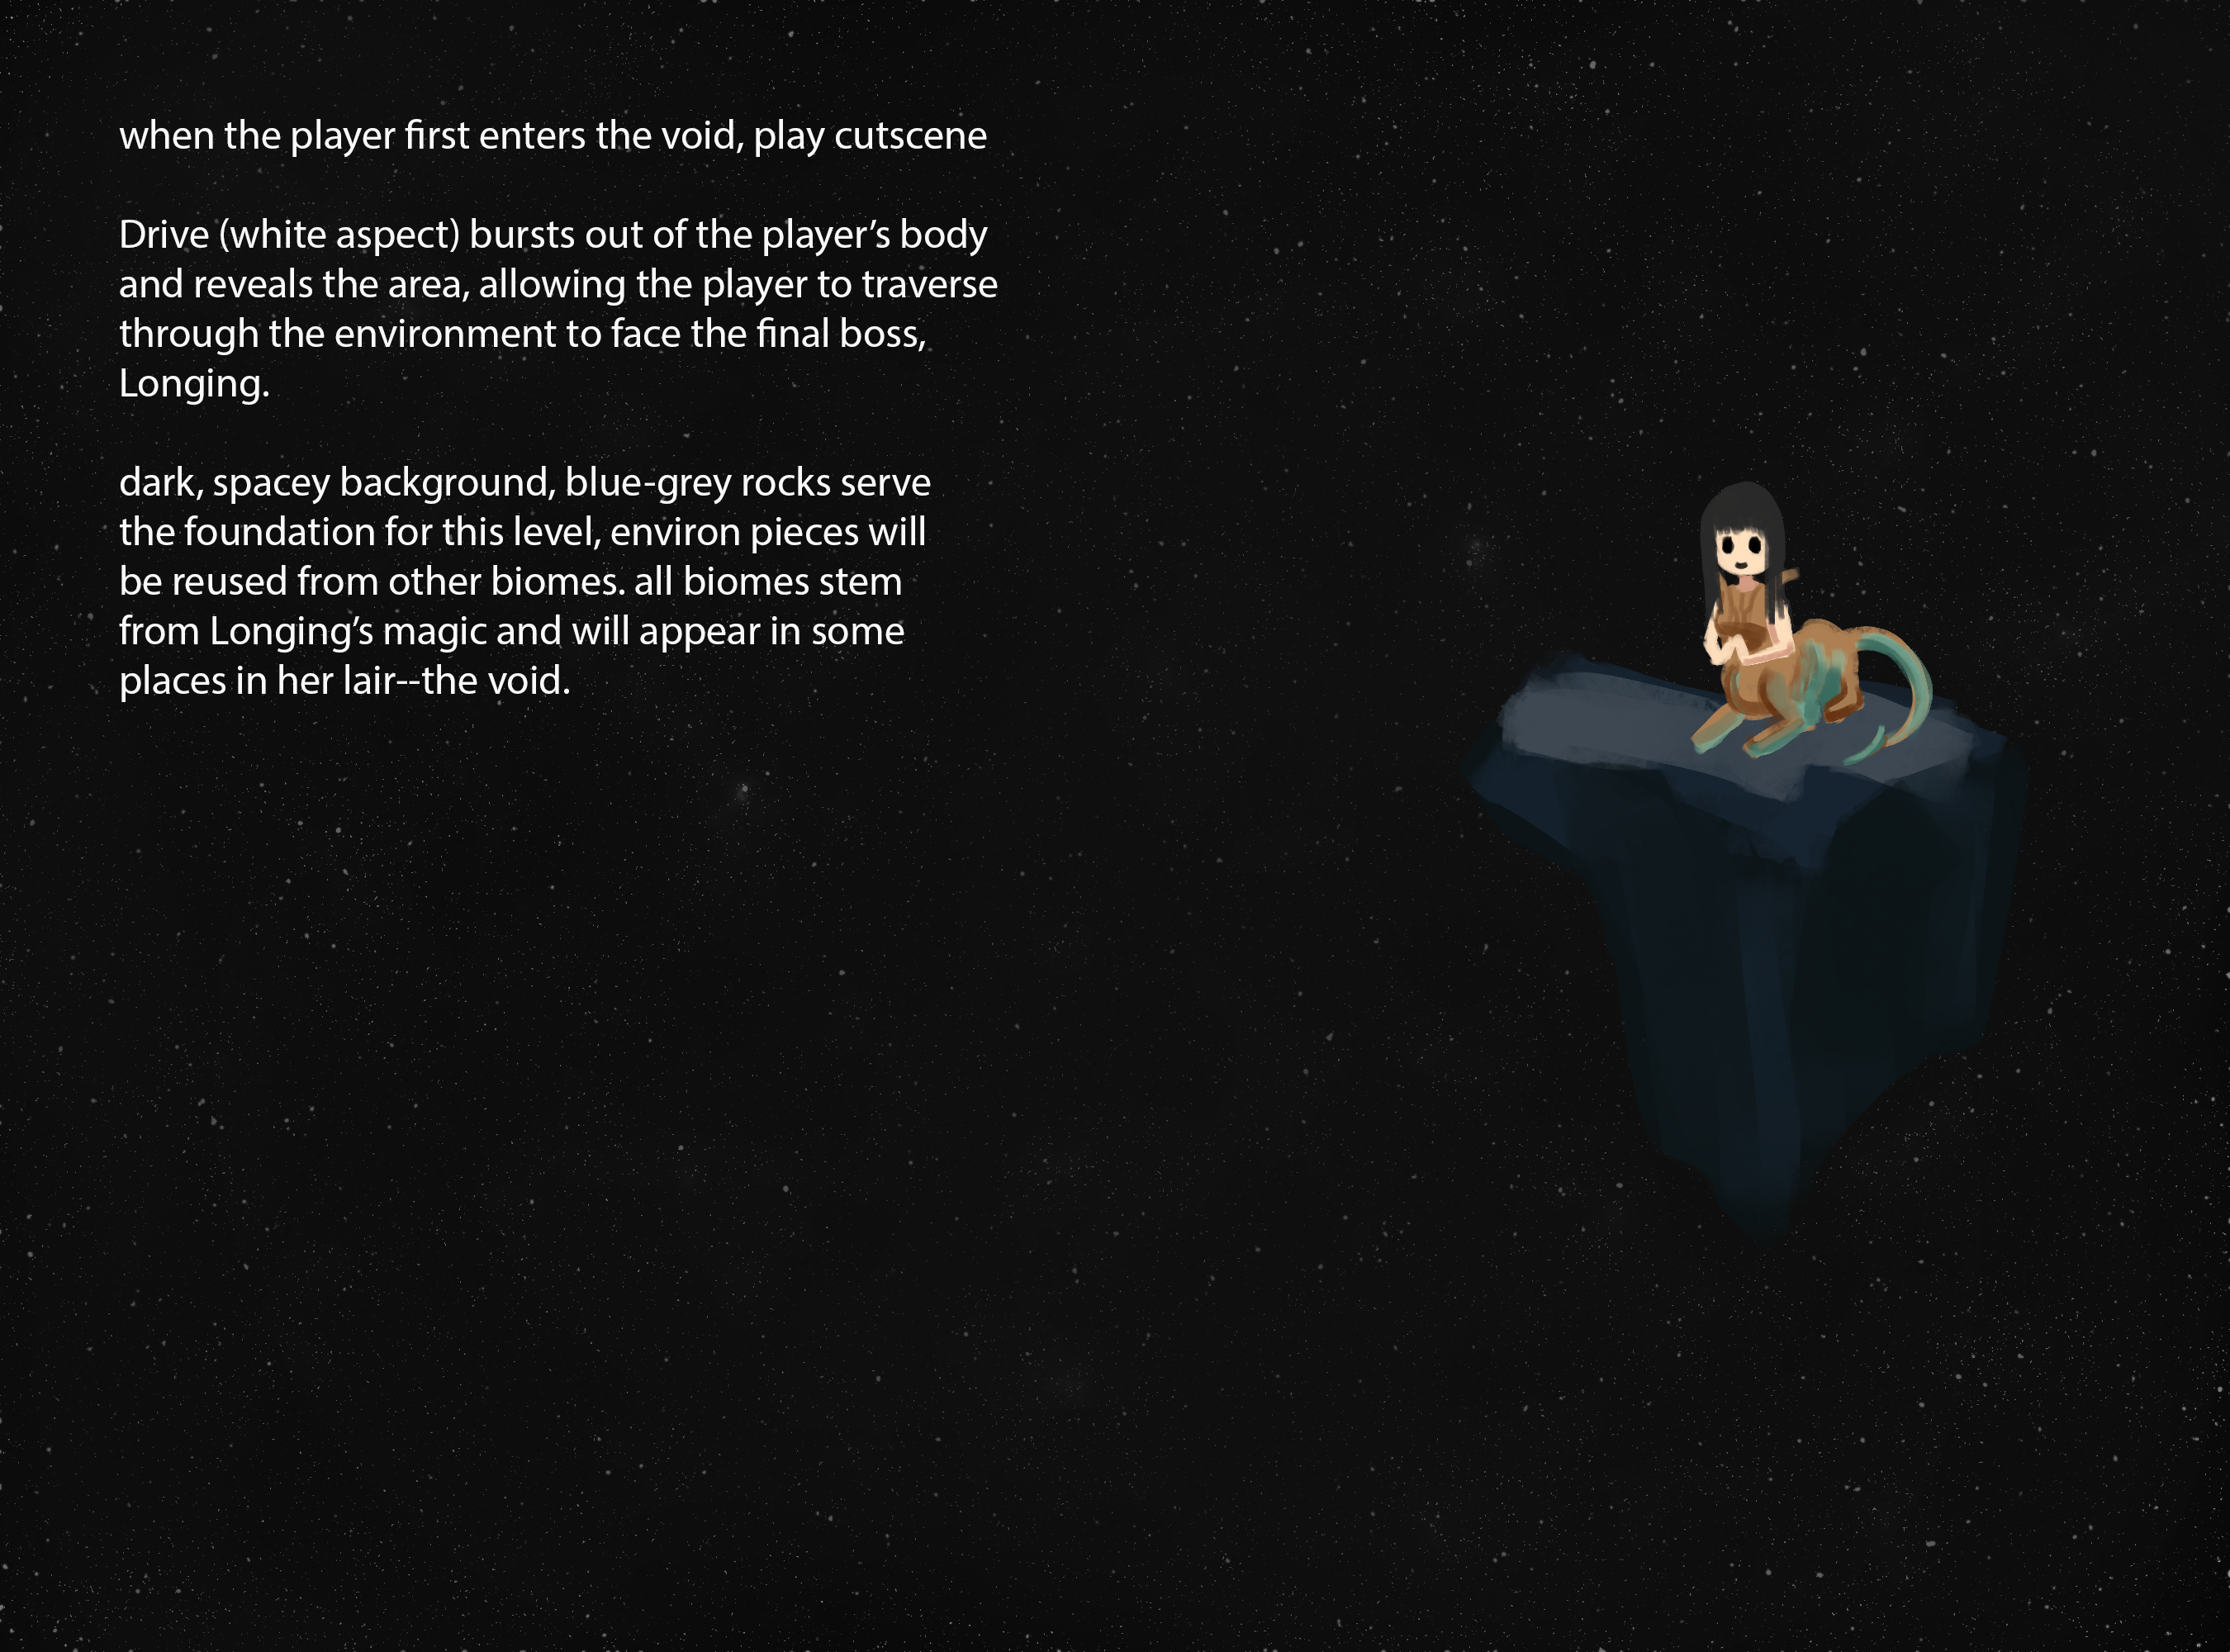 when the player first enters the void, play cutscene
Drive (white aspect) bursts out of the player’s body
and reveals the area, allowing the player to traverse
through the environment to face the final boss,
Longing.
dark, spacey background, blue-grey rocks serve
the foundation for this level, environ pieces will
be reused from other biomes. all biomes stem
from Longing’s magic and will appear in some
places in her lair--the void.